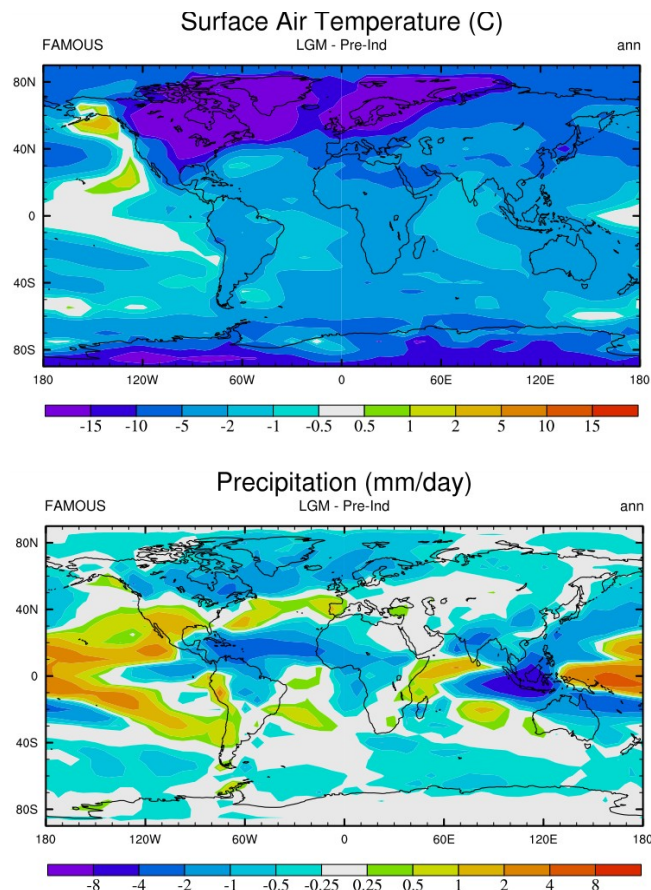 Surface Air Temperature (C)
FAMOUS LGM - Pre-Ind ann
80N
40N
0
40S
80S
180 120W 60W 0 60E 120E 180
-15 -10 -5 -2 -1 -0.5 0.5 1 2 5 10 15
Precipitation (mm/day)
FAMOUS LGM - Pre-Ind ann
80N
40N
0
40S
80S
180 120W 60W 0 60E 120E 180
-8 -4 -2 -1 -0.5 -0.25 0.25 0.5 1 2 4 8